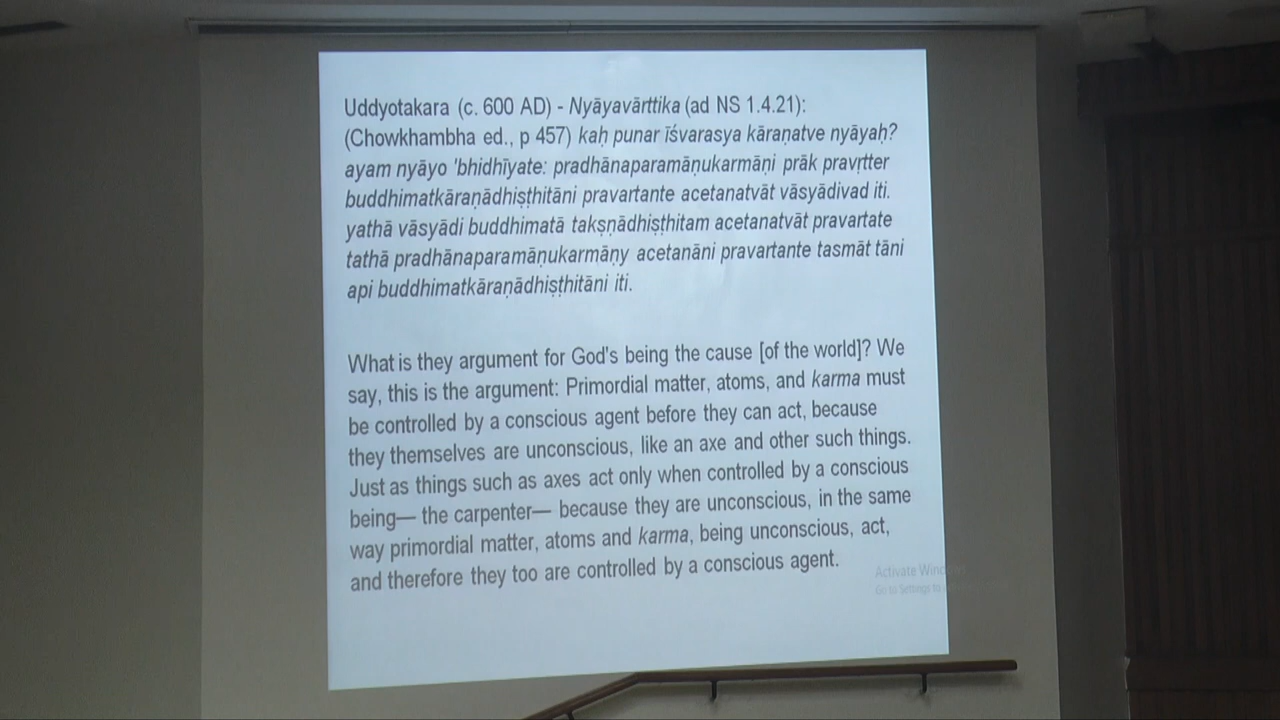 Uddyotakara (c. 600 AD) - Nyāyavārttika (ad NS 1.4.21):
(Chowkhambha ed., p 457) kaḥ punar īśvarasya kāraṇatve nyāyaḥ?
ayam nyāyo 'bhidhīyate: pradhānaparamāṇukarmāṇi prāk pravṛtter
buddhimatkāraṇādhiṣṭhitāni pravartante acetanatvāt vāsyādivad iti.
yathā vāsyādi buddhimatā takṣṇādhiṣṭhitam acetanatvāt pravartate
tathā pradhānaparamāṇukarmāṇy acetanāni pravartante tasmāt tāni
api buddhimatkāraṇādhiṣṭhitāni iti.
What is they argument for God's being the cause [of the world]? We
say, this is the argument: Primordial matter, atoms, and karma must
be controlled by a conscious agent before they can act, because
they themselves are unconscious, like an axe and other such things.
Just as things such as axes act only when controlled by a conscious
being— the carpenter— because they are unconscious, in the same
way primordial matter, atoms and karma, being unconscious, act,
and therefore they too are controlled by a conscious agent.
Activate
Go to Settings to